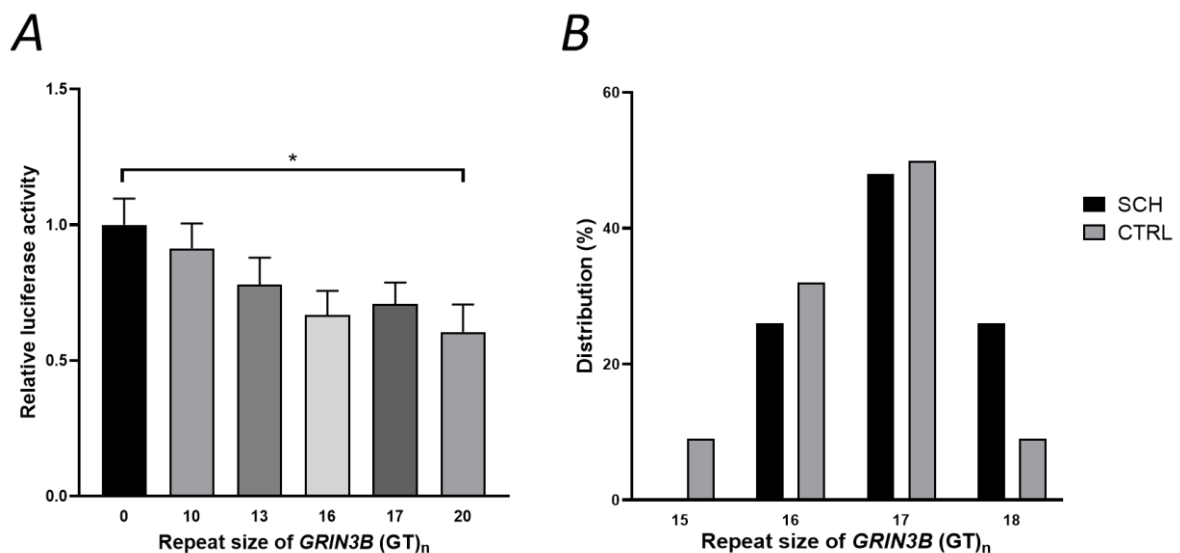 A
1.5
1.0
0.5
0.0
Relative luciferase activity
*
0 10 13 16 17 20
Repeat size of GRIN3B (GT)n
B
60
40
20
0
Distribution (%)
15 16 17 18
Repeat size of GRIN3B (GT)n
SCH
CTRL